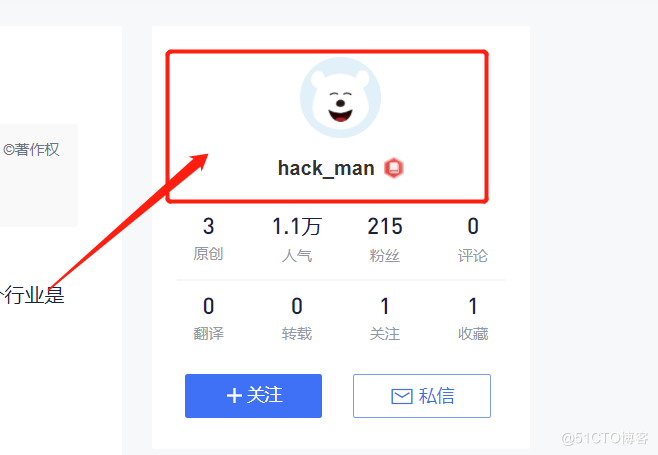 ©著作权
hack_man
3 1.1万 215 0
原创 人气 粉丝 评论
个行业是
0 0 1 1
翻译 转载 关注 收藏
+关注 私信
@51CTO博客